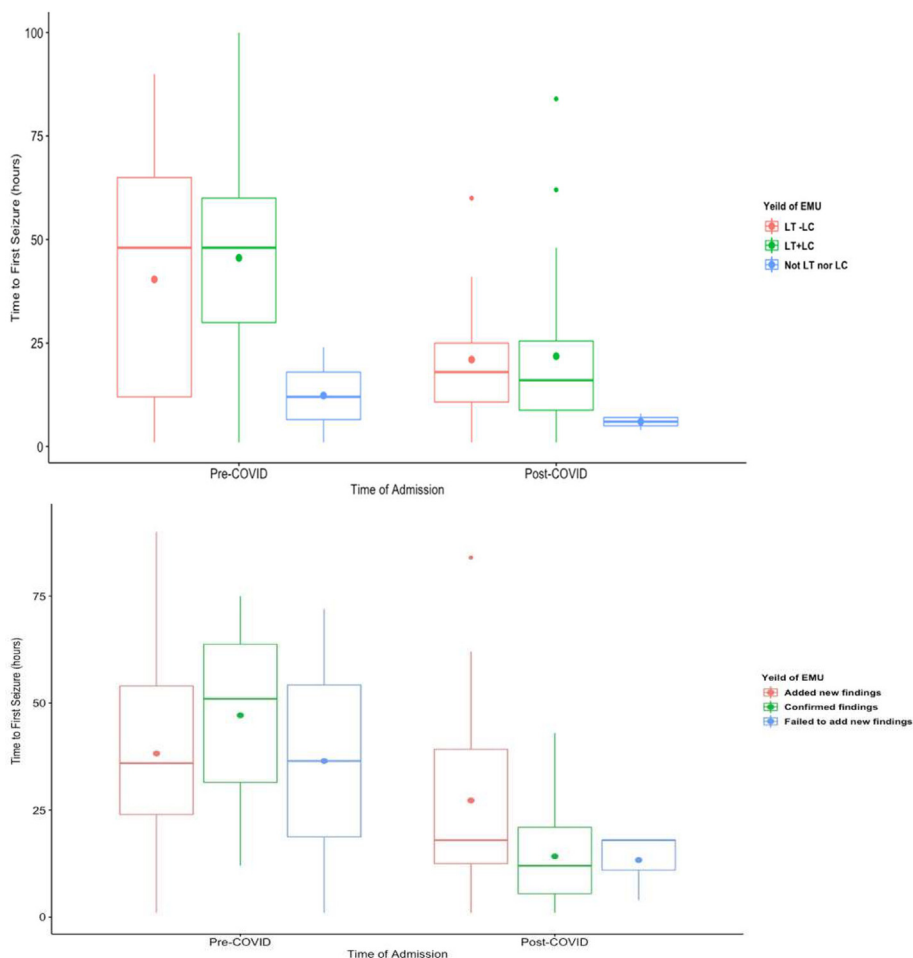 100
75
50
25
0
Time to First Seizure (hours)
Pre-COVID
Post-COVID
Time of Admission
Yeild of EMU
LT -LC
LT+LC
Not LT nor LC
75
50
25
0
Time to First Seizure (hours)
Pre-COVID
Post-COVID
Time of Admission
Yeild of EMU
Added new findings
Confirmed findings
Failed to add new findings